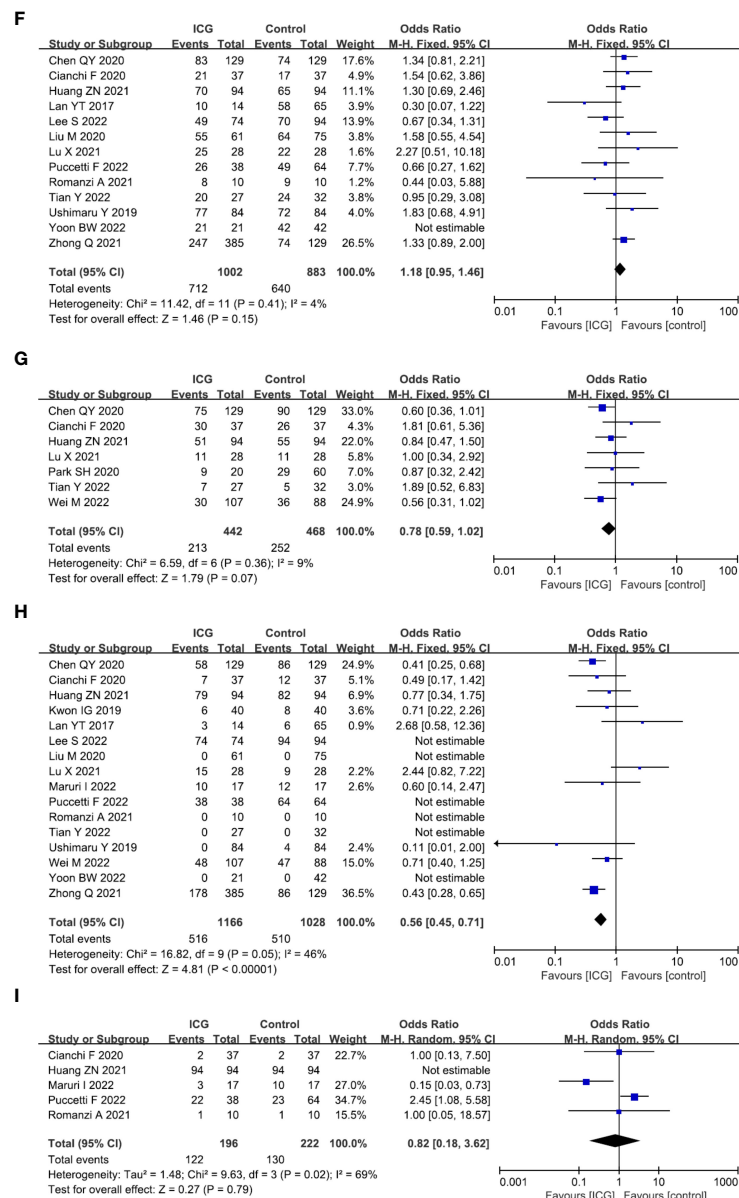 F
ICG Control Odds Ratio Odds Ratio
Study or Subgroup Events Total Events Total Weight M-H. Fixed. 95% CI M-H. Fixed. 95% CI
Chen QY 2020 83 129 74 129 17.6% 1.34 [0.81, 2.21]
Cianchi F 2020 21 37 17 37 4.9% 1.54 [0.62, 3.86]
Huang ZN 2021 70 94 65 94 11.1% 1.30 [0.69, 2.46]
Lan YT 2017 10 14 58 65 4.4% 0.30 [0.07, 1.22]
Lee S 2022 49 74 70 94 13.9% 0.67 [0.34, 1.31]
Liu M 2020 55 61 64 75 3.6% 1.58 [0.55, 4.54]
Lu X 2021 25 28 22 28 1.6% 2.27 [0.51, 10.18]
Puccetti F 2022 26 38 49 64 7.7% 0.66 [0.27, 1.62]
Romanzi A 2021 8 10 9 10 1.2% 0.44 [0.03, 5.88]
Tian Y 2022 20 27 24 32 3.8% 0.95 [0.29, 3.08]
Ushimaru Y 2019 77 84 72 84 4.0% 1.83 [0.68, 4.91]
Yoon BW 2022 21 21 42 42 Not estimable
Zhong Q 2021 247 385 74 129 26.5% 1.33 [0.89, 2.00]
Total (95% CI) 1002 883 100.0% 1.18 [0.95, 1.46]
Total events 712 640
Heterogeneity: Chi² = 11.42, df = 11 (P = 0.41); I² = 4%
Test for overall effect: Z = 1.46 (P = 0.15)
0.01 0.1 1 10 100
Favours [ICG] Favours [control]
G
ICG Control Odds Ratio Odds Ratio
Study or Subgroup Events Total Events Total Weight M-H. Fixed. 95% CI M-H. Fixed. 95% CI
Chen QY 2020 75 129 90 129 33.0% 0.60 [0.36, 1.01]
Cianchi F 2020 30 37 26 37 4.3% 1.81 [0.61, 5.36]
Huang ZN 2021 51 94 55 94 22.0% 0.84 [0.47, 1.50]
Lu X 2021 11 28 11 28 5.8% 1.00 [0.34, 2.92]
Park SH 2020 9 20 29 60 7.0% 0.87 [0.32, 2.42]
Tian Y 2022 7 27 5 32 3.0% 1.89 [0.52, 6.83]
Wei M 2022 30 107 36 88 24.9% 0.56 [0.31, 1.02]
Total (95% CI) 442 468 100.0% 0.78 [0.59, 1.02]
Total events 213 252
Heterogeneity: Chi² = 6.59, df = 6 (P = 0.36); I² = 9%
Test for overall effect: Z = 1.79 (P = 0.07)
0.01 0.1 1 10 100
Favours [ICG] Favours [control]
H
ICG Control Odds Ratio Odds Ratio
Study or Subgroup Events Total Events Total Weight M-H. Fixed. 95% CI M-H. Fixed. 95% CI
Chen QY 2020 58 129 86 129 24.9% 0.41 [0.25, 0.68]
Cianchi F 2020 7 37 12 37 5.1% 0.49 [0.17, 1.42]
Huang ZN 2021 79 94 82 94 6.9% 0.77 [0.34, 1.75]
Kwon IG 2019 6 40 8 40 3.6% 0.71 [0.22, 2.26]
Lan YT 2017 3 14 6 65 0.9% 2.68 [0.58, 12.36]
Lee S 2022 74 74 94 94 Not estimable
Liu M 2020 0 61 0 75 Not estimable
Lu X 2021 15 28 9 28 2.2% 2.44 [0.82, 7.22]
Maruri I 2022 10 17 12 17 2.6% 0.60 [0.14, 2.47]
Puccetti F 2022 38 38 64 64 Not estimable
Romanzi A 2021 0 10 0 10 Not estimable
Tian Y 2022 0 27 0 32 Not estimable
Ushimaru Y 2019 0 84 4 84 2.4% 0.11 [0.01, 2.00]
Wei M 2022 48 107 47 88 15.0% 0.71 [0.40, 1.25]
Yoon BW 2022 0 21 0 42 Not estimable
Zhong Q 2021 178 385 86 129 36.5% 0.43 [0.28, 0.65]
Total (95% CI) 1166 1028 100.0% 0.56 [0.45, 0.71]
Total events 516 510
Heterogeneity: Chi² = 16.82, df = 9 (P = 0.05); I² = 46%
Test for overall effect: Z = 4.81 (P < 0.00001)
0.01 0.1 1 10 100
Favours [ICG] Favours [control]
I
ICG Control Odds Ratio Odds Ratio
Study or Subgroup Events Total Events Total Weight M-H. Random. 95% CI M-H. Random. 95% CI
Cianchi F 2020 2 37 2 37 22.7% 1.00 [0.13, 7.50]
Huang ZN 2021 94 94 94 94 Not estimable
Maruri I 2022 3 17 10 17 27.0% 0.15 [0.03, 0.73]
Puccetti F 2022 22 38 23 64 34.7% 2.45 [1.08, 5.58]
Romanzi A 2021 1 10 1 10 15.5% 1.00 [0.05, 18.57]
Total (95% CI) 196 222 100.0% 0.82 [0.18, 3.62]
Total events 122 130
Heterogeneity: Tau² = 1.48; Chi² = 9.63, df = 3 (P = 0.02); I² = 69%
Test for overall effect: Z = 0.27 (P = 0.79)
0.001 0.1 1 10 1000
Favours [ICG] Favours [control]